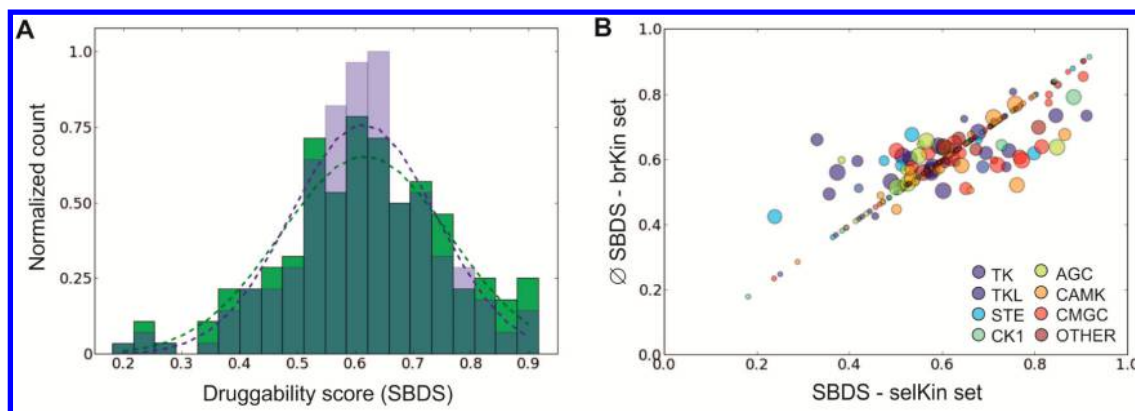 A
1.0
0.75
0.50
0.25
0
Normalized count
0.2 0.3 0.4 0.5 0.6 0.7 0.8 0.9
Druggability score (SBDS)
B
1.0
0.8
0.6
0.4
0.2
0.0
∅ SBDS - brKin set
TK AGC
TKL CAMK
STE CMGC
CK1 OTHER
0.0 0.2 0.4 0.6 0.8 1.0
SBDS - selKin set